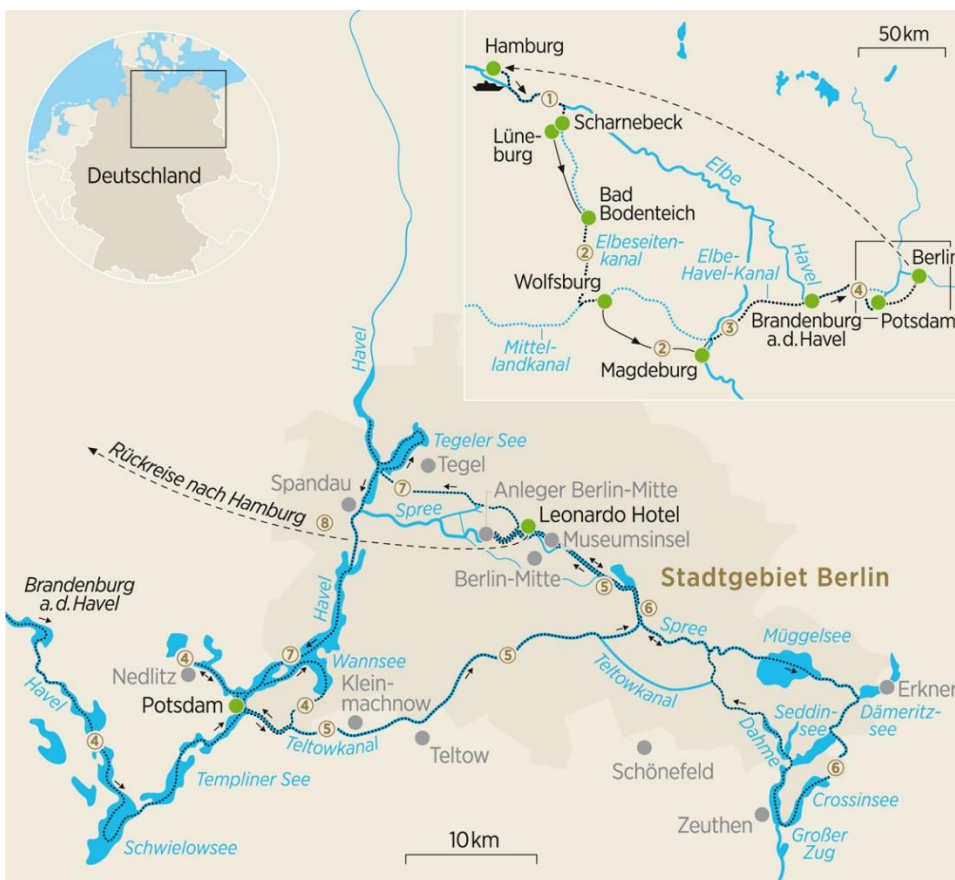 Deutschland
50 km
Hamburg
1
Scharnebeck
Lüne-
burg
Elbe
Bad
Bodenteich
2
Elbeseiten-
kanal
Elbe-
Havel-Kanal
Havel
Berlin
Wolfsburg
4
3
Brandenburg
a.d.Havel
Potsdam
Mittel-
landkanal
2
Magdeburg
Havel
Tegeler See
Tegel
Rückreise nach Hamburg
8
Spandau
7
Anleger Berlin-Mitte
Spree
Leonardo Hotel
Museumsinsel
Berlin-Mitte
Stadtgebiet Berlin
5
6
Brandenburg
a.d. Havel
Havel
Spree
Müggelsee
Nedlitz
4
7
Wannsee
5
Klein-
machnow
Teltowkanal
Erkner
Potsdam
4
Seddin-
see
Dämeritz-
see
Havel
4
5
Teltowkanal
Teltow
Dahme
Schönefeld
6
Templiner See
Crossinsee
Zeuthen
Schwielowsee
Großer
Zug
10 km